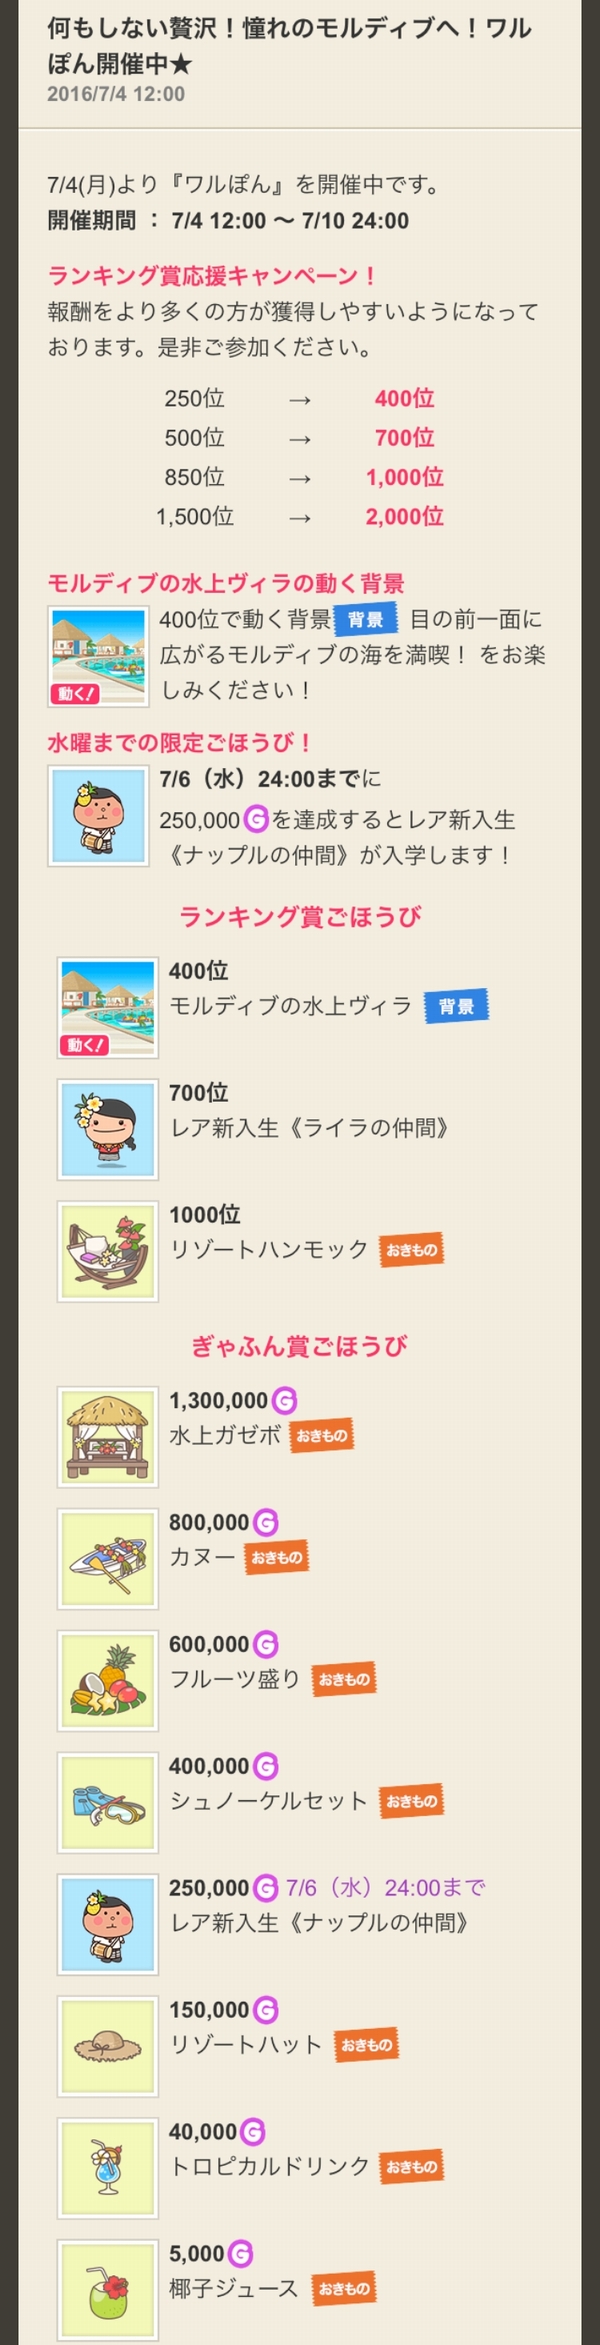 何もしない贅沢！憧れのモルディブへ！ワル
ぽん開催中★
2016/7/4 12:00
7/4(月)より『ワルぽん』を開催中です。
開催期間 ： 7/4 12:00 〜 7/10 24:00
ランキング賞応援キャンペーン！
報酬をより多くの方が獲得しやすいようになって
おります。是非ご参加ください。
250位 → 400位
500位 → 700位
850位 → 1,000位
1,500位 → 2,000位
モルディブの水上ヴィラの動く背景
400位で動く背景 背景 目の前一面に
広がるモルディブの海を満喫！ をお楽
しみください！
動く!
水曜までの限定ごほうび！
7/6（水）24:00までに
250,000Gを達成するとレア新入生
《ナップルの仲間》が入学します！
ランキング賞ごほうび
400位
モルディブの水上ヴィラ 背景
動く!
700位
レア新入生《ライラの仲間》
1000位
リゾートハンモック おきもの
ぎゃふん賞ごほうび
1,300,000G
水上ガゼボ おきもの
800,000G
カヌー おきもの
600,000G
フルーツ盛り おきもの
400,000G
シュノーケルセット おきもの
250,000G 7/6（水）24:00まで
レア新入生《ナップルの仲間》
150,000G
リゾートハット おきもの
40,000G
トロピカルドリンク おきもの
5,000G
椰子ジュース おきもの